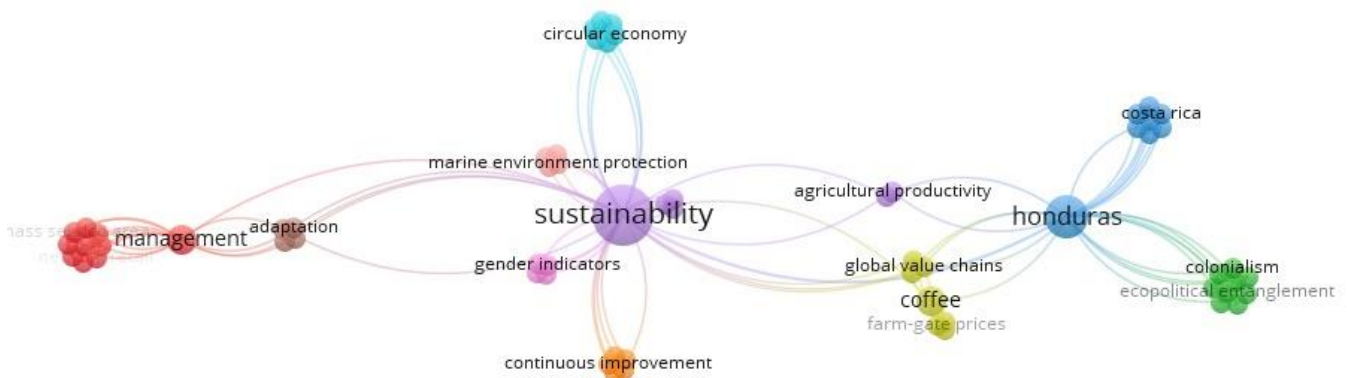 circular economy
costa rica
marine environment protection
agricultural productivity
sustainability
honduras
adaptation
management
gender indicators
global value chains
colonialism
coffee
ecopolitical entanglement
farm-gate prices
continuous improvement